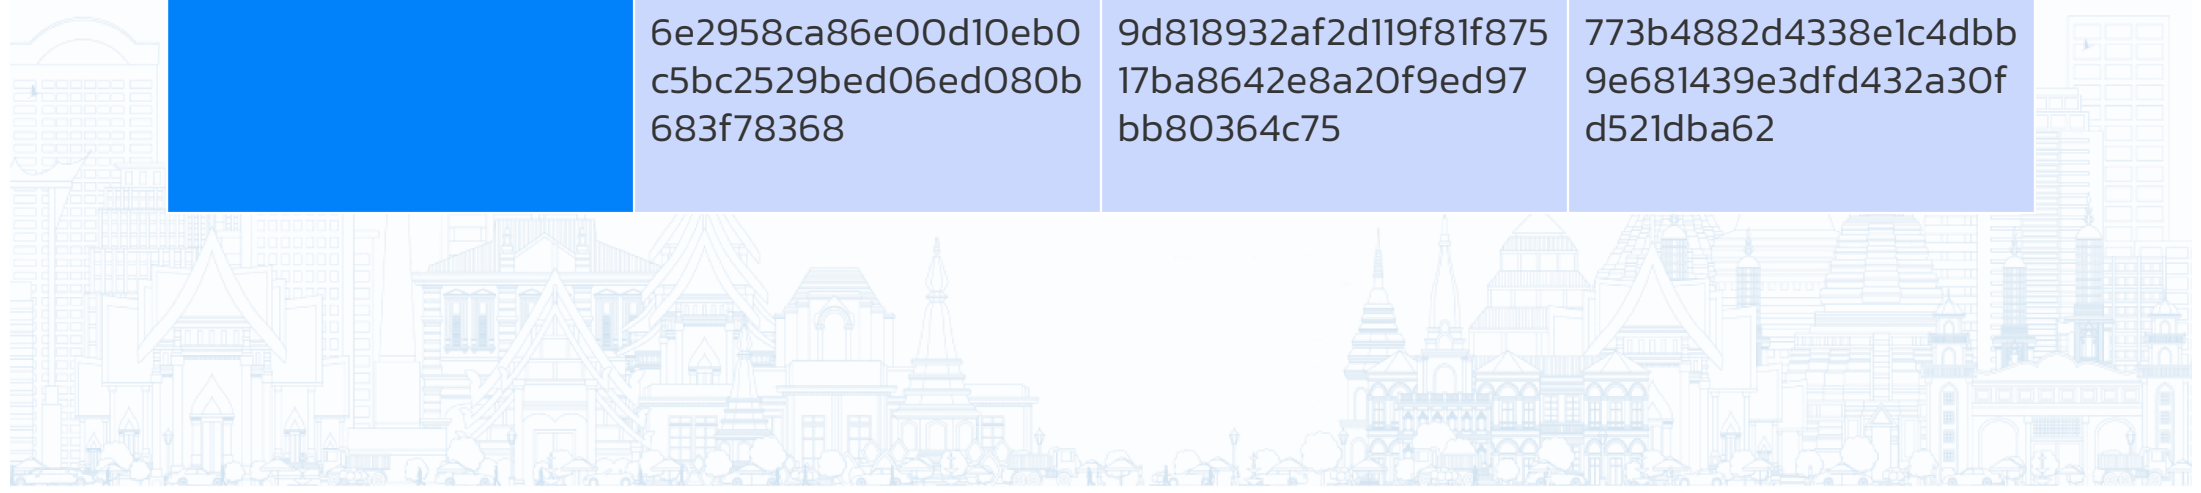 6e2958ca86e00d10eb0
c5bc2529bed06ed080b
683f78368
9d818932af2d119f81f875
17ba8642e8a20f9ed97
bb80364c75
773b4882d4338e1c4dbb
9e681439e3dfd432a30f
d521dba62